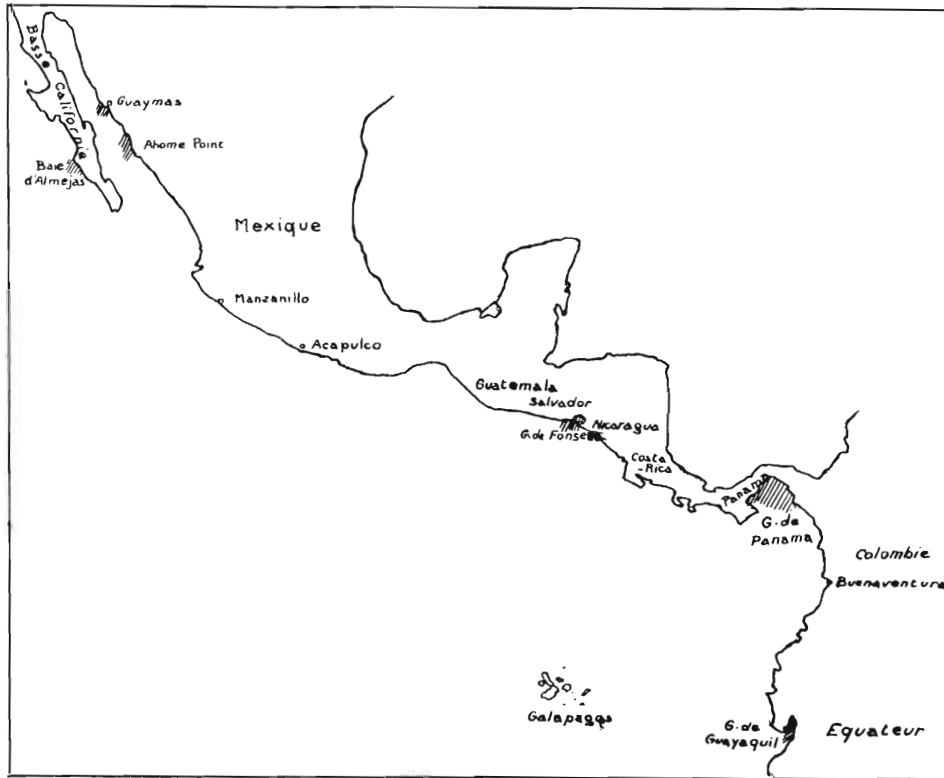 Basse
Californie
Guaymas
Ahome Point
Baie
d'Almejas
Mexique
Manzanillo
Acapulco
Guatemala
Salvador
Nicaragua
G. de Fonse
Costa
-Rica
Panama
G. de
Panama
Colombie
Buenaventura
Galapagos
G. de
Guayaquil
Equateur